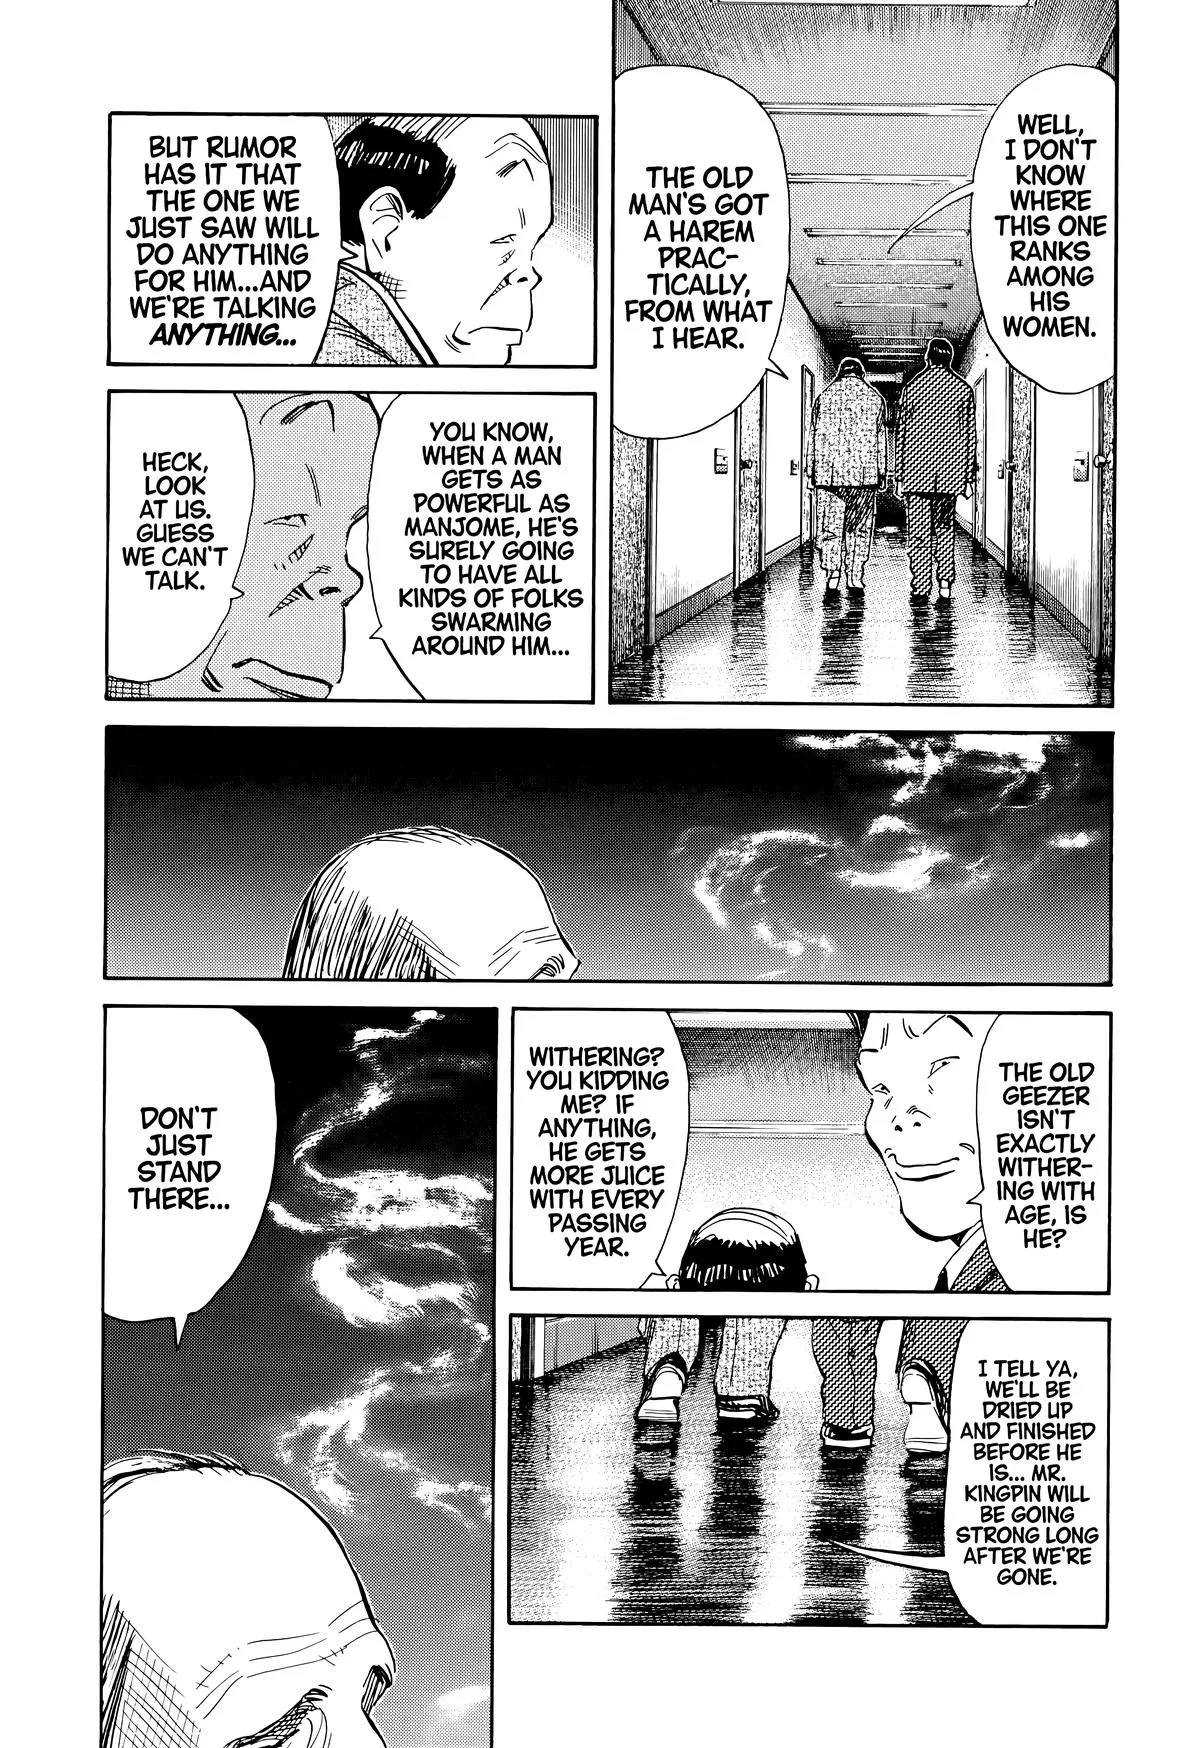 WELL,
I DON'T
KNOW
WHERE
THIS ONE
RANKS
AMONG
HIS
WOMEN.
THE OLD
MAN'S GOT
A HAREM
PRAC-
TICALLY,
FROM WHAT
I HEAR.
BUT RUMOR
HAS IT THAT
THE ONE WE
JUST SAW WILL
DO ANYTHING
FOR HIM...AND
WE'RE TALKING
ANYTHING...
YOU KNOW,
WHEN A MAN
GETS AS
POWERFUL AS
MANJOME, HE'S
SURELY GOING
TO HAVE ALL
KINDS OF FOLKS
SWARMING
AROUND HIM...
HECK,
LOOK
AT US.
GUESS
WE CAN'T
TALK.
THE OLD
GEEZER
ISN'T
EXACTLY
WITHER-
ING WITH
AGE, IS
HE?
WITHERING?
YOU KIDDING
ME? IF
ANYTHING,
HE GETS
MORE JUICE
WITH EVERY
PASSING
YEAR.
I TELL YA,
WE'LL BE
DRIED UP
AND FINISHED
BEFORE HE
IS... MR.
KINGPIN WILL
BE GOING
STRONG LONG
AFTER WE'RE
GONE.
DON'T
JUST
STAND
THERE...